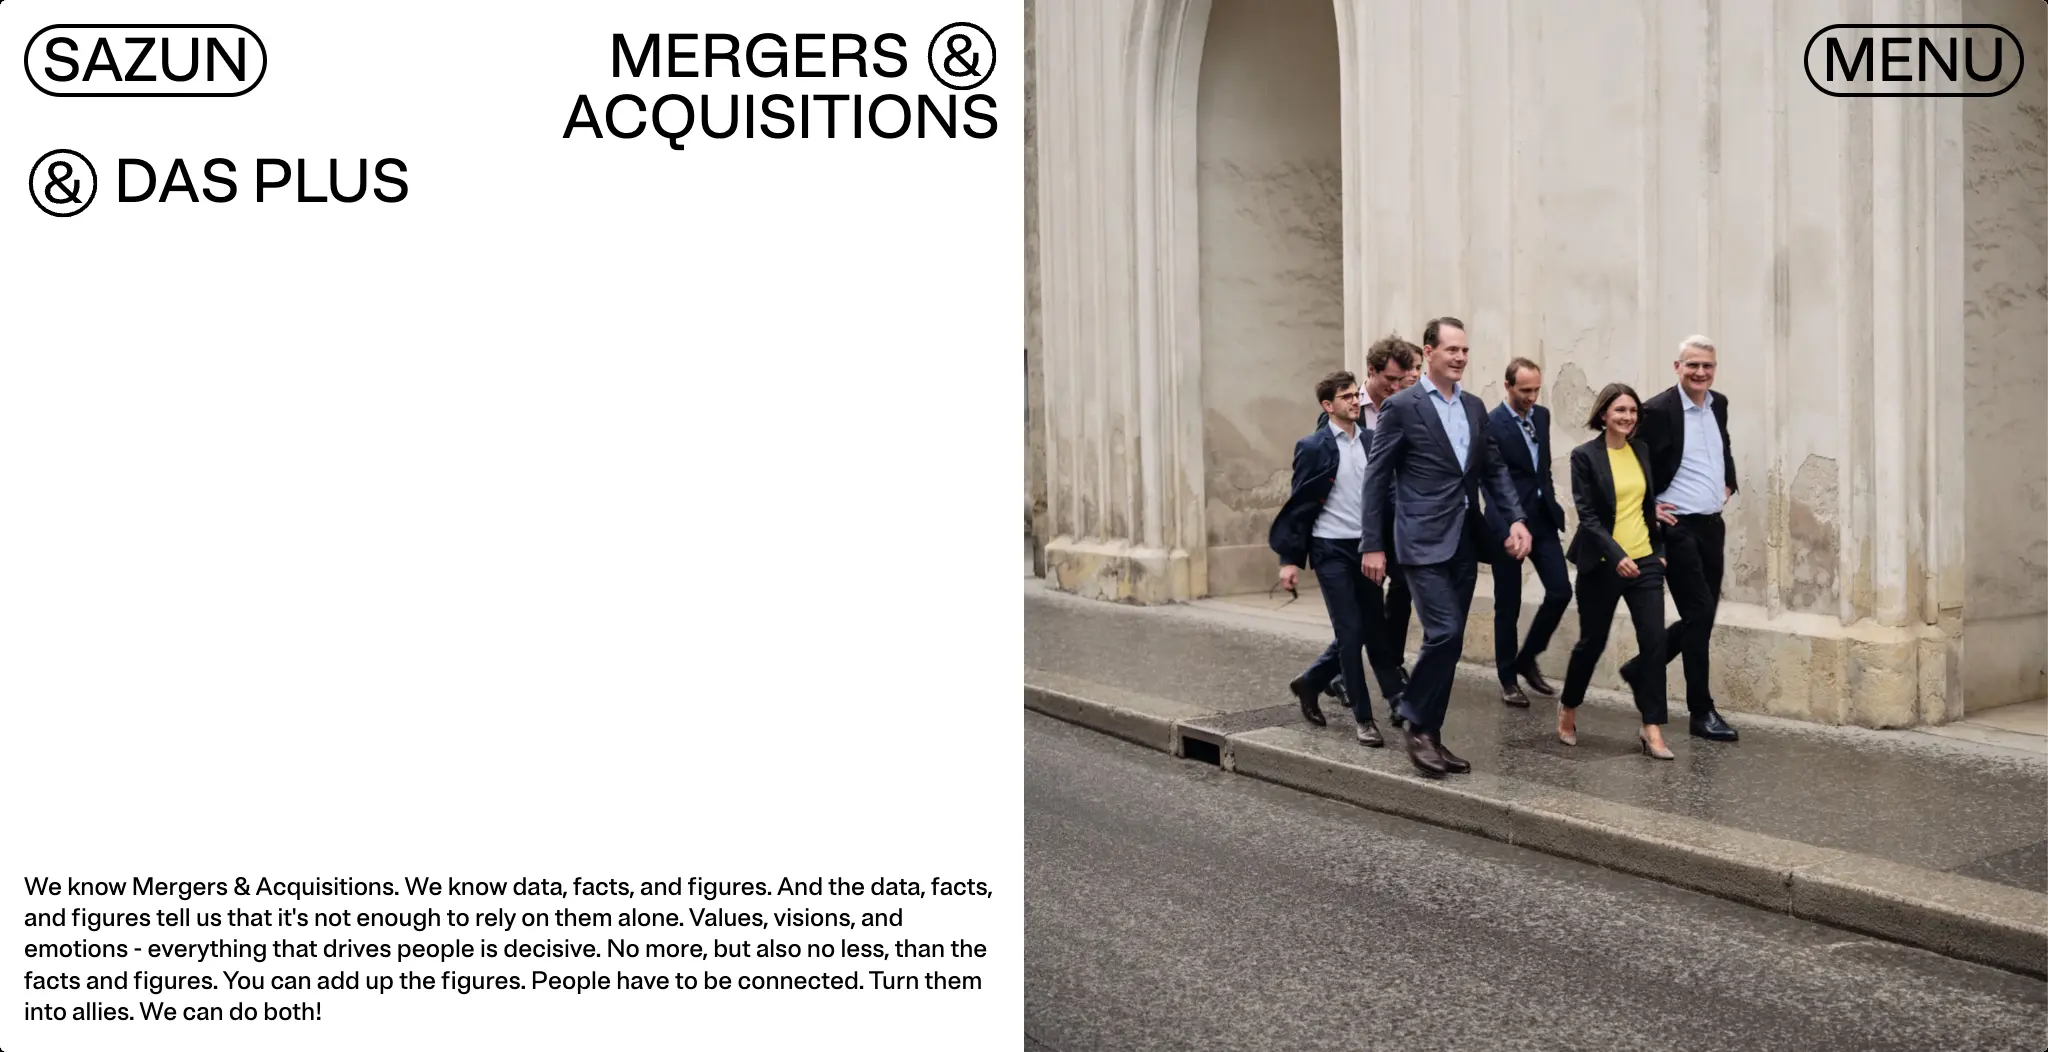 SAZUN
MERGERS &
ACQUISITIONS
MENU
& DAS PLUS
We know Mergers & Acquisitions. We know data, facts, and figures. And the data, facts,
and figures tell us that it's not enough to rely on them alone. Values, visions, and
emotions - everything that drives people is decisive. No more, but also no less, than the
facts and figures. You can add up the figures. People have to be connected. Turn them
into allies. We can do both!